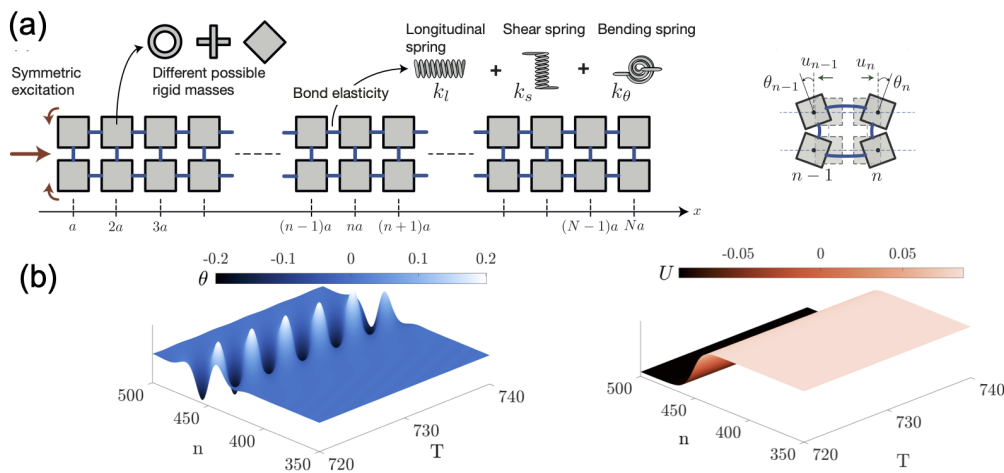 (a)
Symmetric
excitation
Different possible
rigid masses
Bond elasticity
Longitudinal
spring
k_l
+
Shear spring
k_s
+
Bending spring
k_θ
u_{n−1}
u_n
θ_{n−1}
θ_n
n − 1
n
a
2a
3a
(n − 1)a
na
(n + 1)a
(N − 1)a
Na
x
(b)
-0.2 -0.1 0 0.1 0.2
θ
500
450
400
350
n
720
730
740
T
-0.05 0 0.05
U
500
450
400
350
n
720
730
740
T